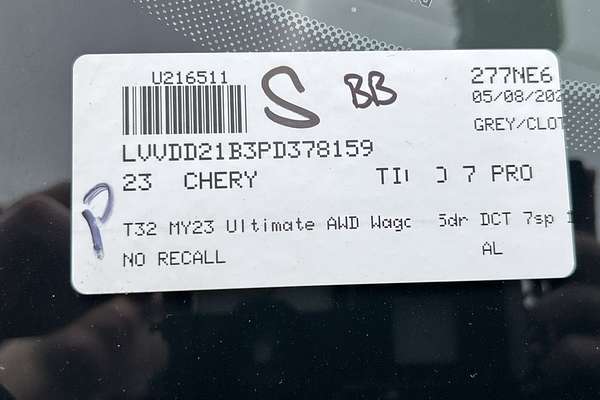 U216511
S BB
277NE6
05/08/202
GREY/CLOT
LVVDD21B3PD378159
23 CHERY 7 PRO
T32 MY23 Ultimate AWD 5dr DCT 7sp
NO RECALL AL